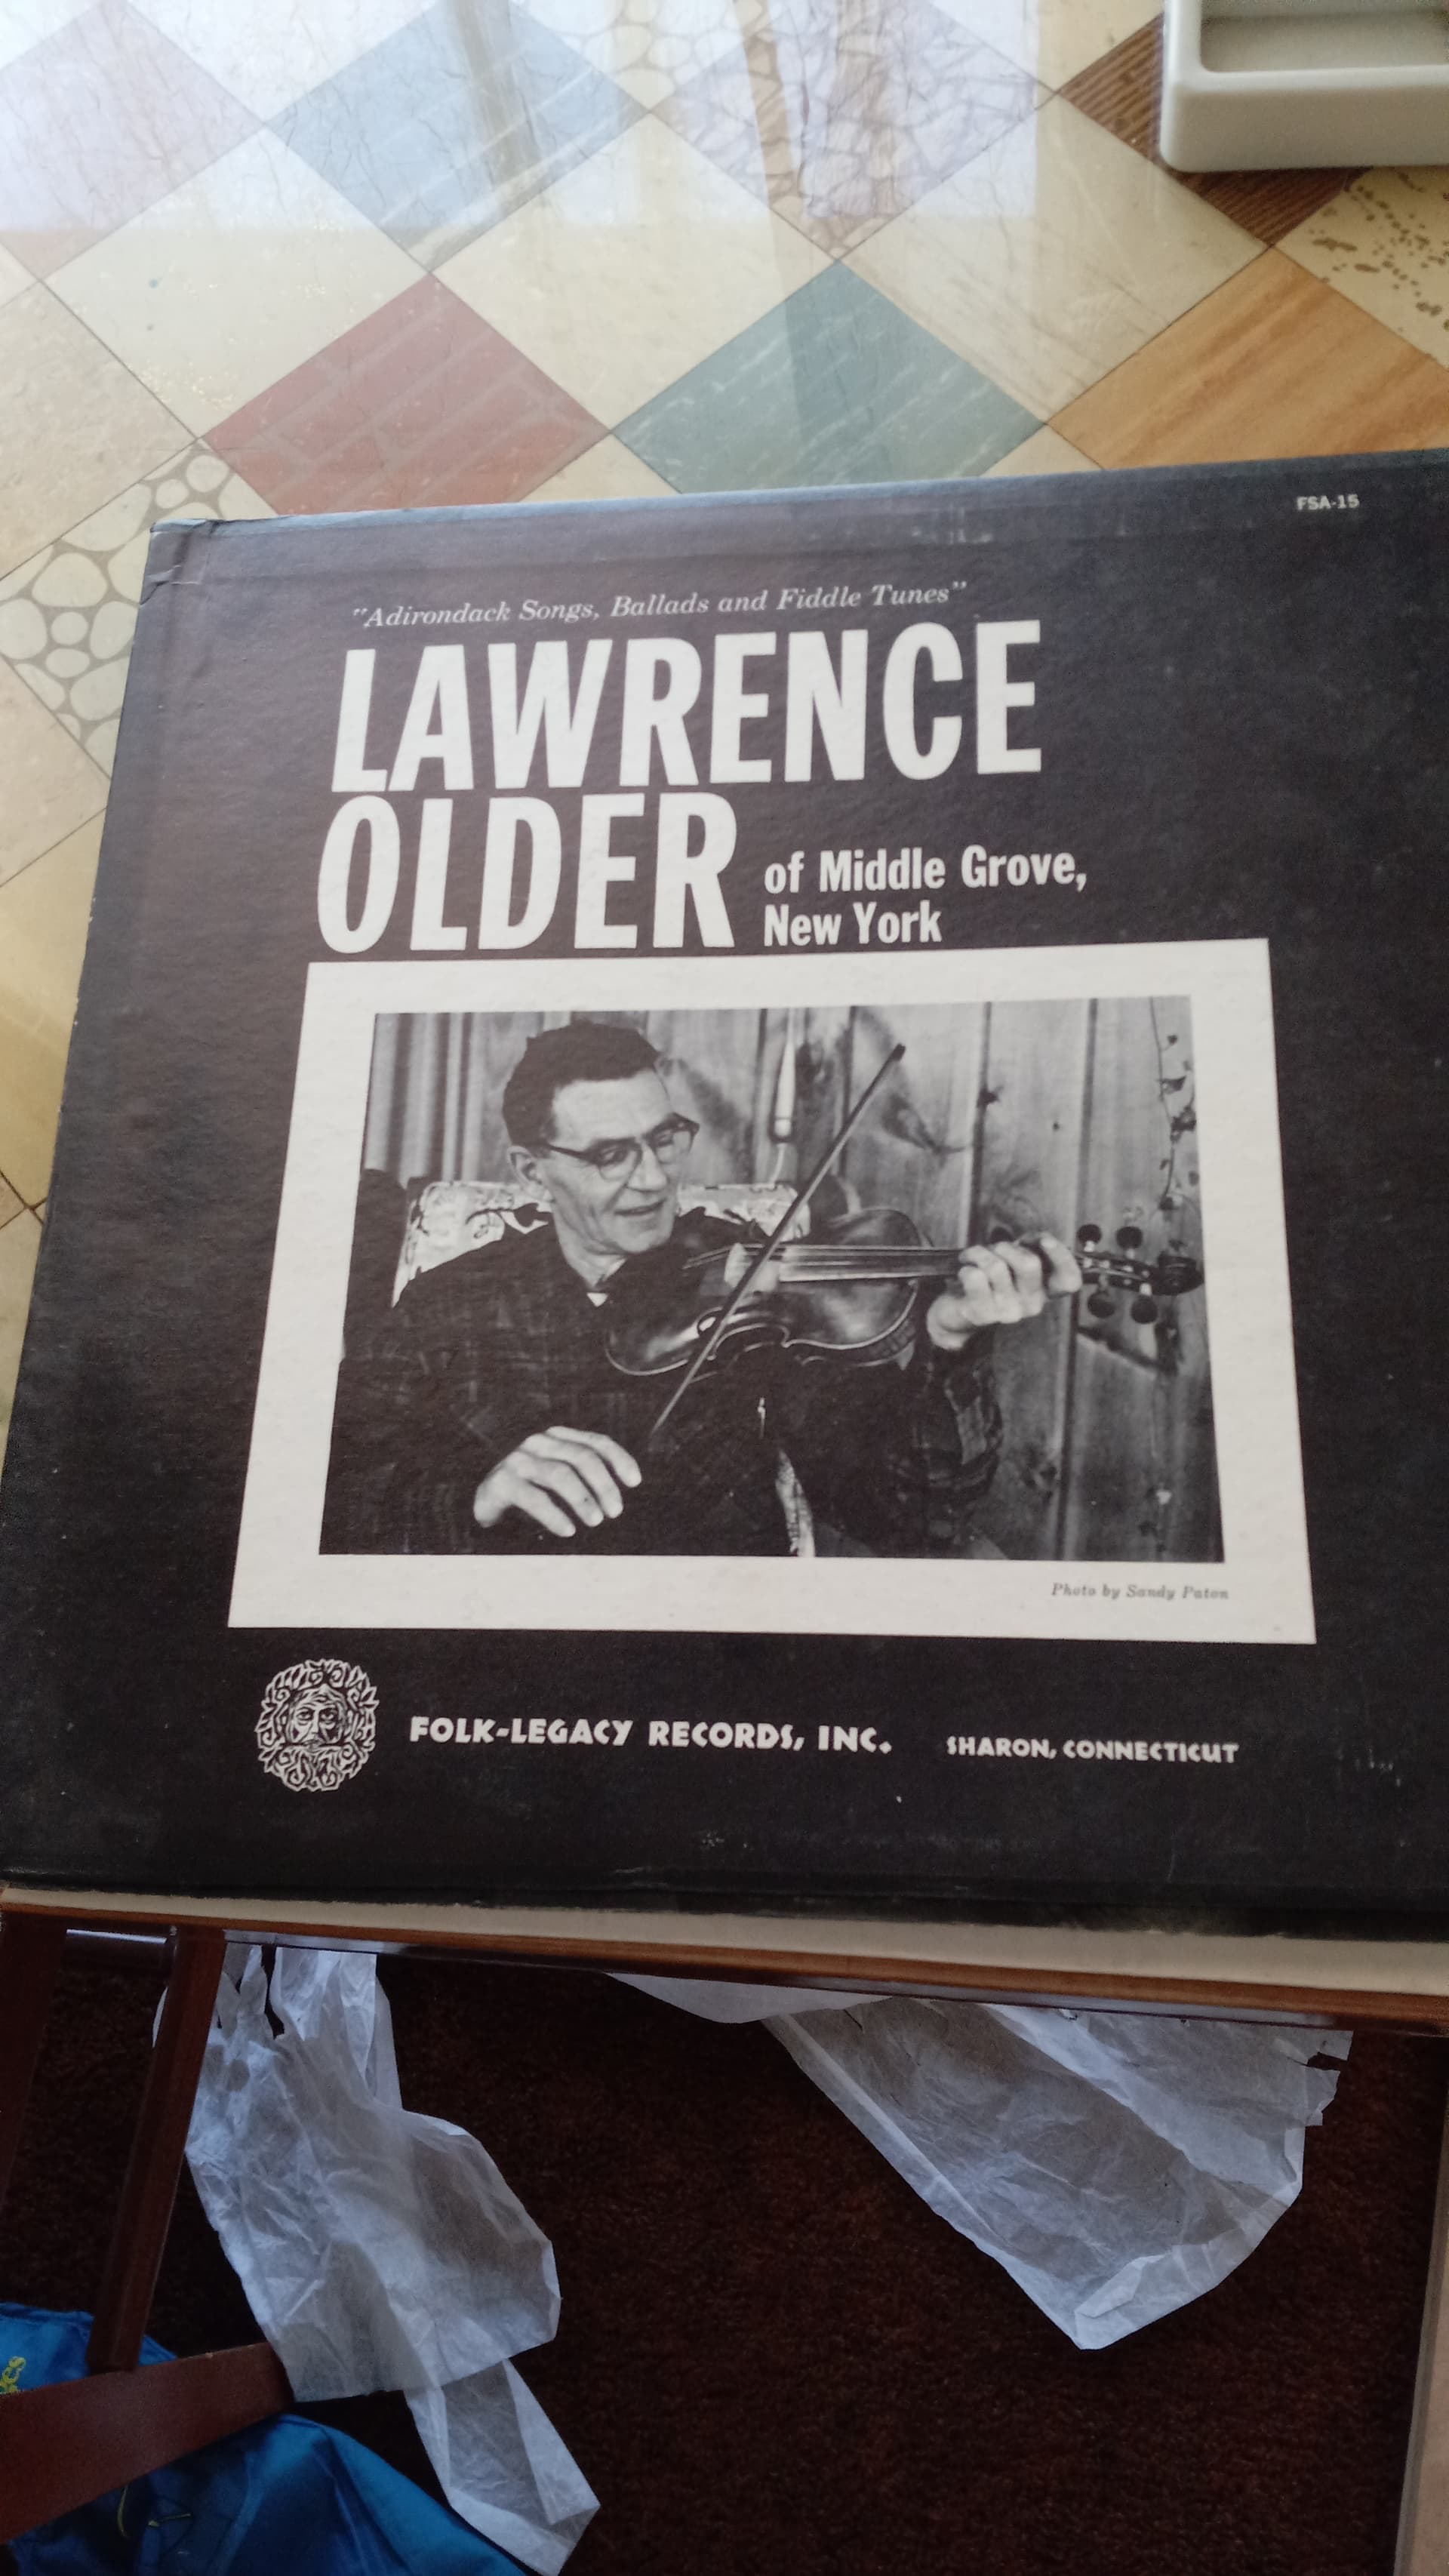 FSA-15
"Adirondack Songs, Ballads and Fiddle Tunes"
LAWRENCE
OLDER
of Middle Grove,
New York
Photo by Sandy Paton
FOLK-LEGACY RECORDS, INC. SHARON, CONNECTICUT